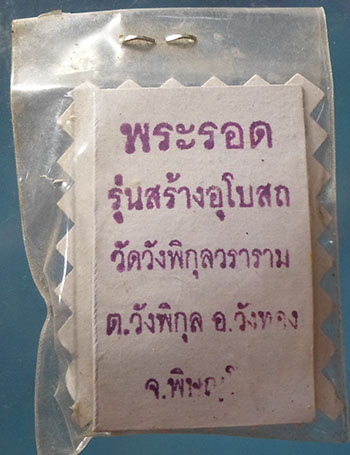 พระรอด
รุ่นสร้างอุโบสถ
วัดวังพิกุลวราราม
ต.วังพิกุล อ.วังทอง
จ.